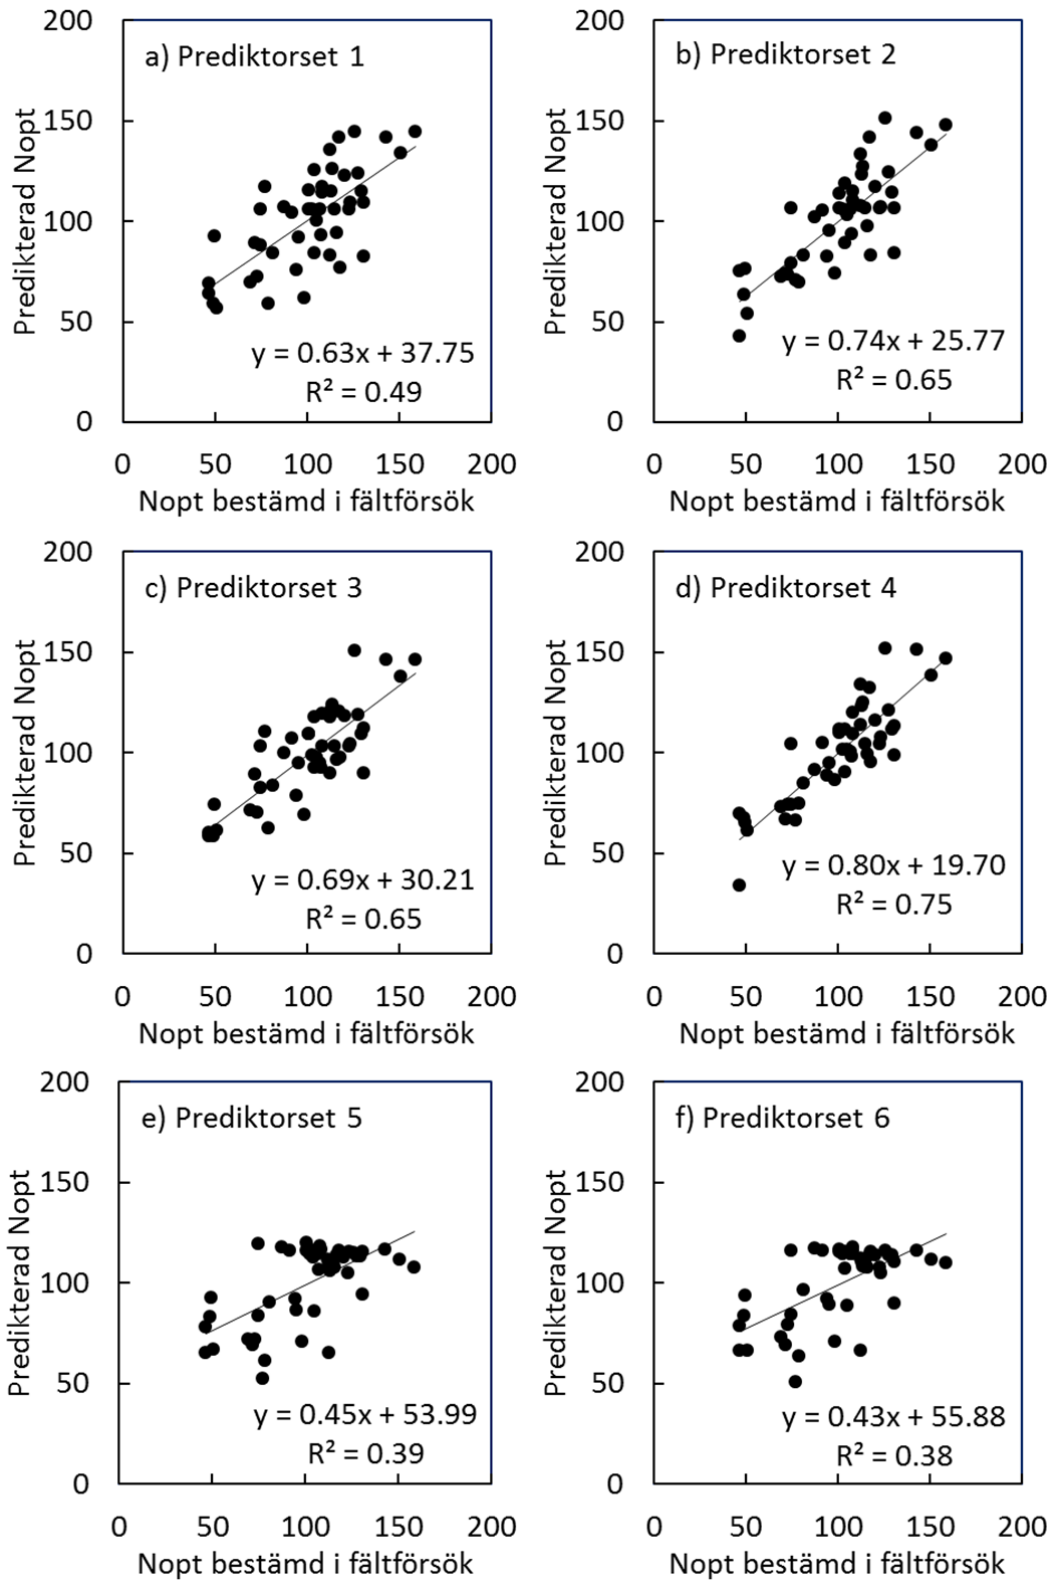 a) Prediktorset 1
200
150
100
50
0
0 50 100 150 200
Predikterad Nopt
Nopt bestämd i fältförsök
y = 0.63x + 37.75
R² = 0.49
b) Prediktorset 2
200
150
100
50
0
0 50 100 150 200
Predikterad Nopt
Nopt bestämd i fältförsök
y = 0.74x + 25.77
R² = 0.65
c) Prediktorset 3
200
150
100
50
0
0 50 100 150 200
Predikterad Nopt
Nopt bestämd i fältförsök
y = 0.69x + 30.21
R² = 0.65
d) Prediktorset 4
200
150
100
50
0
0 50 100 150 200
Predikterad Nopt
Nopt bestämd i fältförsök
y = 0.80x + 19.70
R² = 0.75
e) Prediktorset 5
200
150
100
50
0
0 50 100 150 200
Predikterad Nopt
Nopt bestämd i fältförsök
y = 0.45x + 53.99
R² = 0.39
f) Prediktorset 6
200
150
100
50
0
0 50 100 150 200
Predikterad Nopt
Nopt bestämd i fältförsök
y = 0.43x + 55.88
R² = 0.38